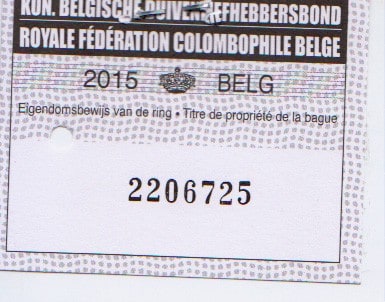 KON. BELGISCHE DUIVENLIEFHEBBERSBOND
ROYALE FÉDÉRATION COLOMBOPHILE BELGE
2015 BELG
Eigendomsbewijs van de ring • Titre de propriété de la bague
2206725